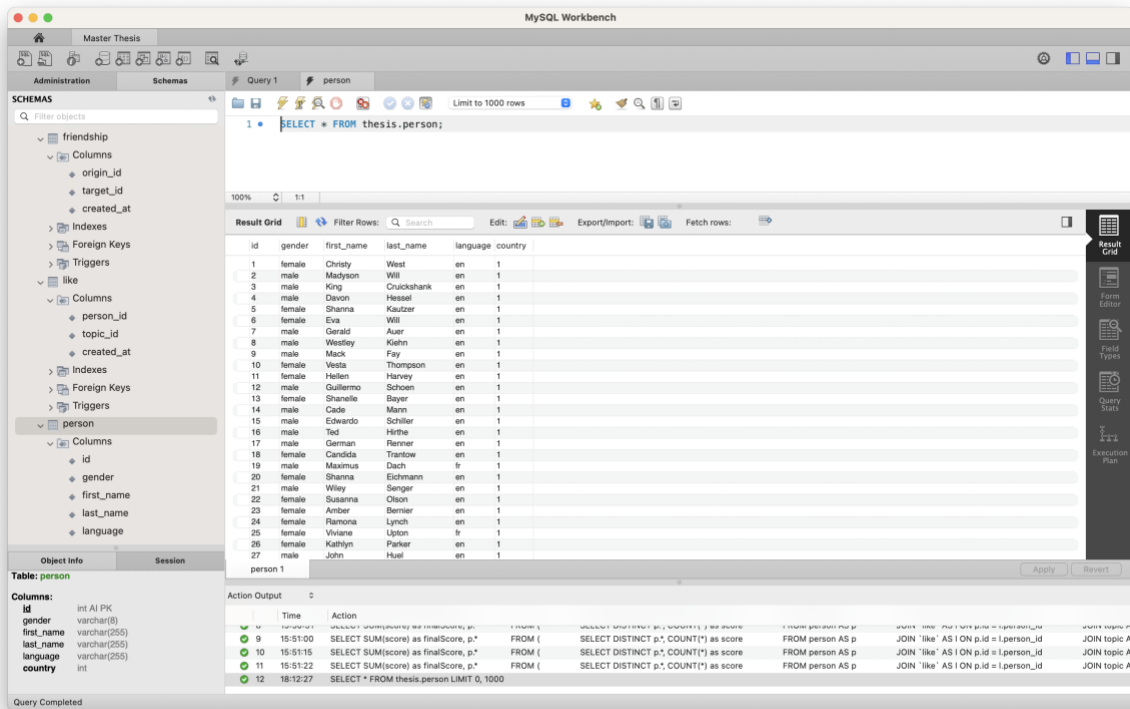 MySQL Workbench
Master Thesis
Administration Schemas
SCHEMAS
Filter objects
friendship
Columns
origin_id
target_id
created_at
Indexes
Foreign Keys
Triggers
like
Columns
person_id
topic_id
created_at
Indexes
Foreign Keys
Triggers
person
Columns
id
gender
first_name
last_name
language
Object Info Session
Table: person
Columns:
id int AI PK
gender varchar(8)
first_name varchar(255)
last_name varchar(255)
language varchar(255)
country int
Query Completed
Query 1 person
Limit to 1000 rows
1 SELECT * FROM thesis.person;
100% 1:1
Result Grid Filter Rows: Search Edit: Export/Import: Fetch rows:
id gender first_name last_name language country
1 female Christy West en 1
2 male Madyson Will en 1
3 male King Cruickshank en 1
4 male Davon Hessel en 1
5 female Shanna Kautzer en 1
6 female Eva Will en 1
7 male Gerald Auer en 1
8 male Westley Kiehn en 1
9 male Mack Fay en 1
10 female Vesta Thompson en 1
11 female Hellen Harvey en 1
12 male Guillermo Schoen en 1
13 female Shanelle Bayer en 1
14 male Cade Mann en 1
15 male Edwardo Schiller en 1
16 male Ted Hirthe en 1
17 male German Renner en 1
18 female Candida Trantow en 1
19 male Maximus Dach fr 1
20 female Shanna Eichmann en 1
21 male Wiley Senger en 1
22 female Susanna Olson en 1
23 female Amber Bernier en 1
24 female Ramona Lynch en 1
25 female Viviane Upton fr 1
26 female Kathlyn Parker en 1
27 male John Huel en 1
Result
Grid
Form
Editor
Field
Types
Query
Stats
Execution
Plan
person 1 Apply Revert
Action Output
Time Action
9 15:51:00 SELECT SUM(score) as finalScore, p.* FROM ( SELECT DISTINCT p.*, COUNT(*) as score FROM person AS p JOIN `like` AS l ON p.id = l.person_id JOIN topic A
10 15:51:15 SELECT SUM(score) as finalScore, p.* FROM ( SELECT DISTINCT p.*, COUNT(*) as score FROM person AS p JOIN `like` AS l ON p.id = l.person_id JOIN topic A
11 15:51:22 SELECT SUM(score) as finalScore, p.* FROM ( SELECT DISTINCT p.*, COUNT(*) as score FROM person AS p JOIN `like` AS l ON p.id = l.person_id JOIN topic A
12 18:12:27 SELECT * FROM thesis.person LIMIT 0, 1000